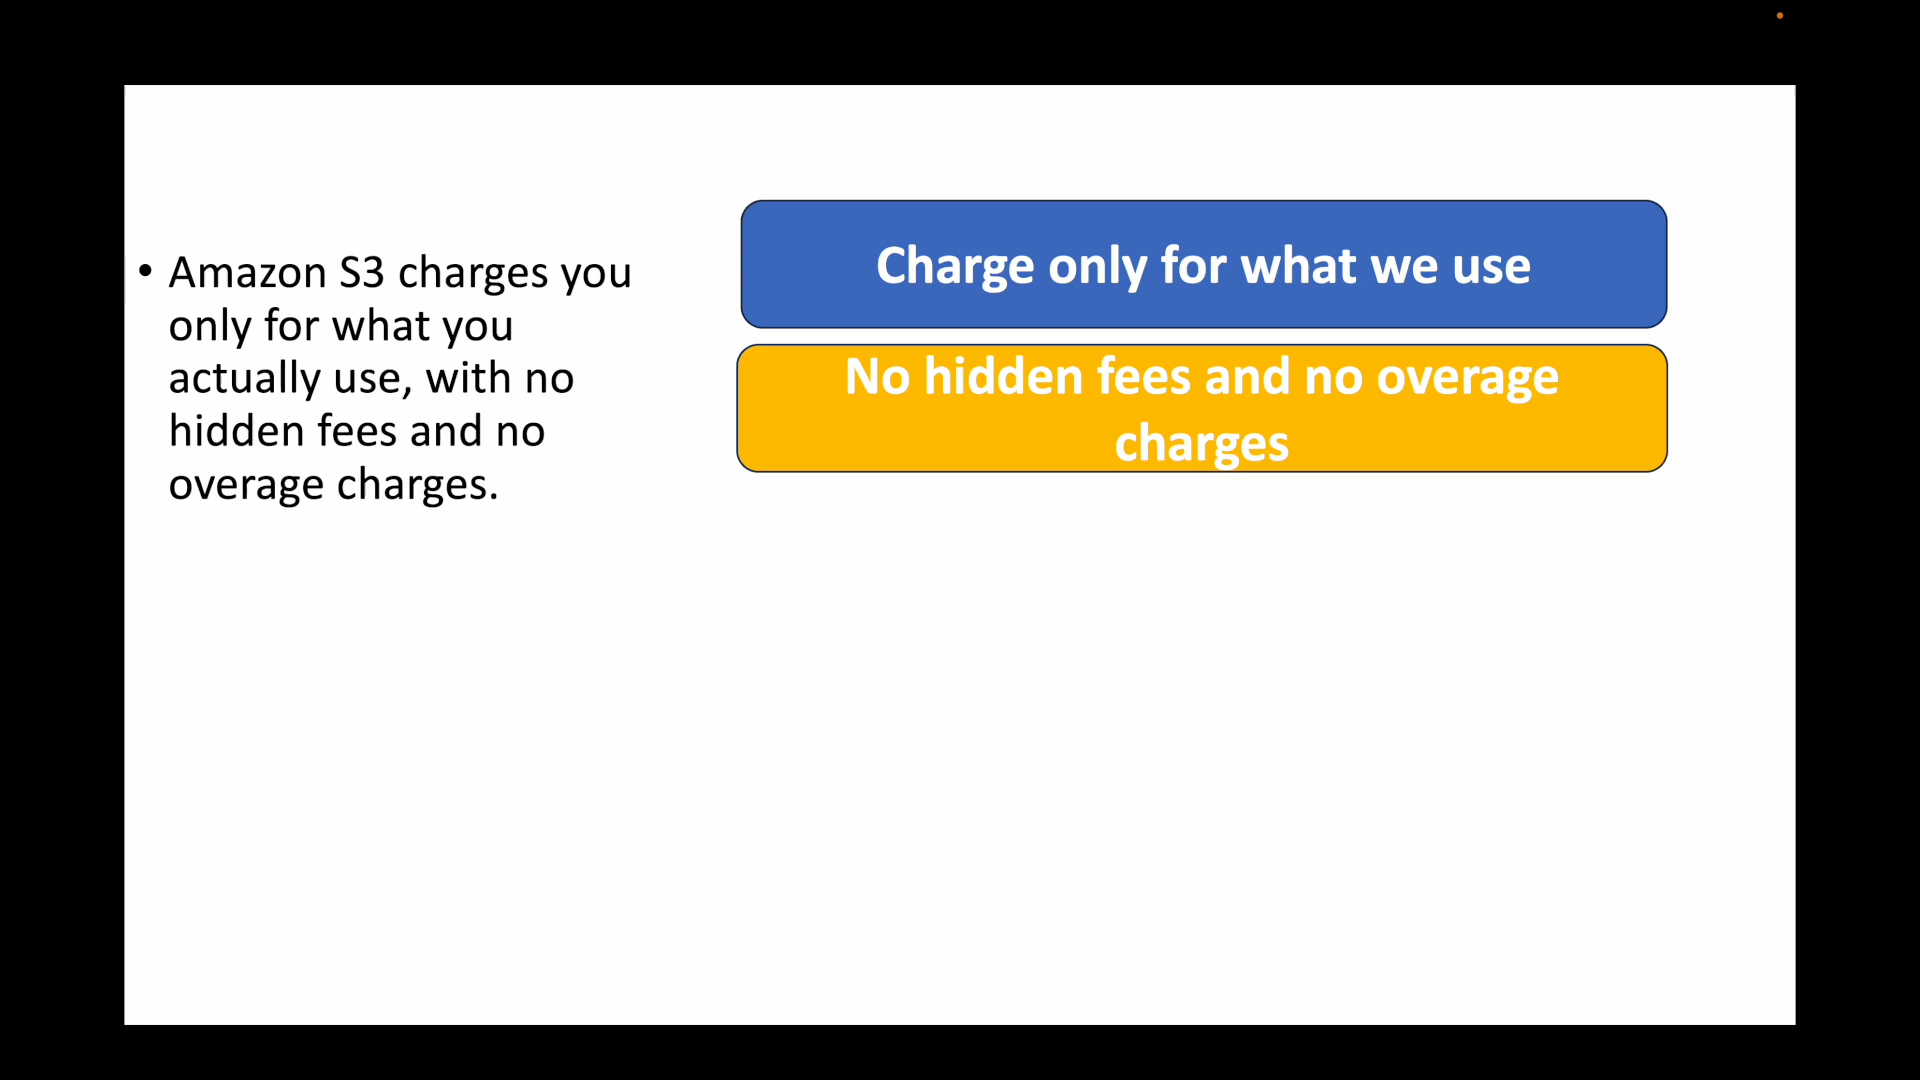 • Amazon S3 charges you
only for what you
actually use, with no
hidden fees and no
overage charges.
Charge only for what we use
No hidden fees and no overage
charges